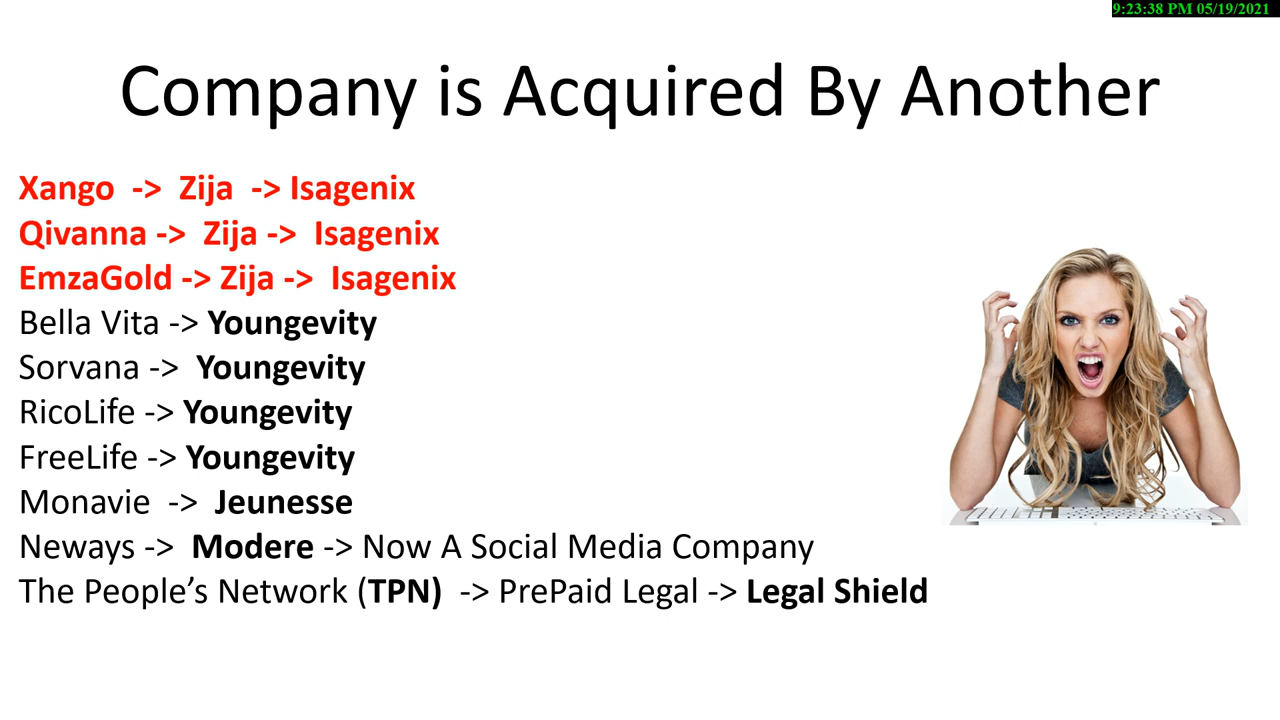 9:23:38 PM 05/19/2021
Company is Acquired By Another
Xango -> Zija -> Isagenix
Qivanna -> Zija -> Isagenix
EmzaGold -> Zija -> Isagenix
Bella Vita -> Youngevity
Sorvana -> Youngevity
RicoLife -> Youngevity
FreeLife -> Youngevity
Monavie -> Jeunesse
Neways -> Modere -> Now A Social Media Company
The People’s Network (TPN) -> PrePaid Legal -> Legal Shield